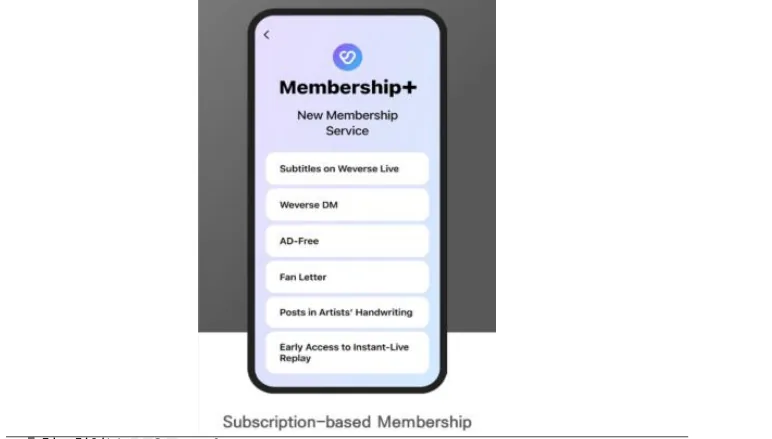 Membership+
New Membership
Service
Subtitles on Weverse Live
Weverse DM
AD-Free
Fan Letter
Posts in Artists' Handwriting
Early Access to Instant-Live
Replay
Subscription-based Membership